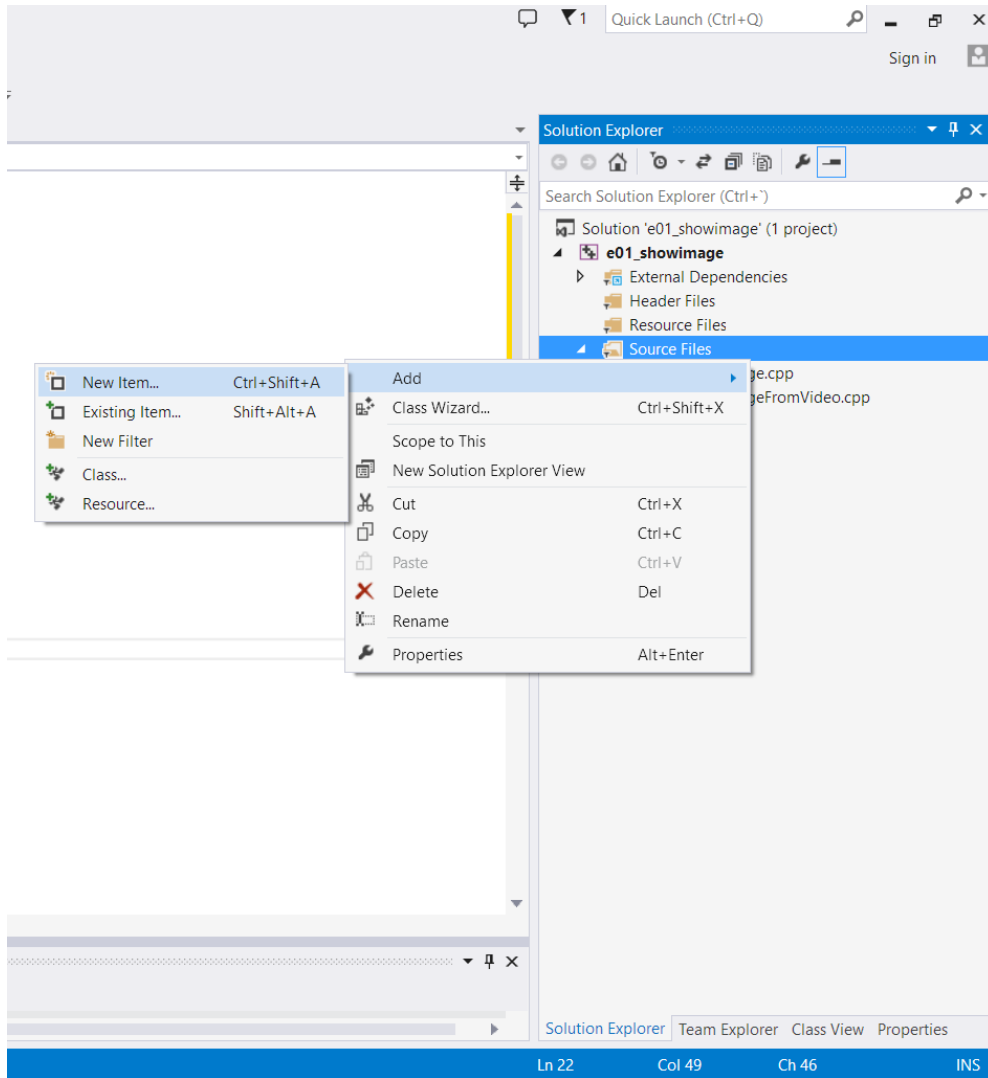 1 Quick Launch (Ctrl+Q)
Sign in
Solution Explorer
Search Solution Explorer (Ctrl+`)
Solution 'e01_showimage' (1 project)
e01_showimage
External Dependencies
Header Files
Resource Files
Source Files
ge.cpp
geFromVideo.cpp
New Item... Ctrl+Shift+A
Existing Item... Shift+Alt+A
New Filter
Class...
Resource...
Add
Class Wizard... Ctrl+Shift+X
Scope to This
New Solution Explorer View
Cut Ctrl+X
Copy Ctrl+C
Paste Ctrl+V
Delete Del
Rename
Properties Alt+Enter
Solution Explorer Team Explorer Class View Properties
Ln 22 Col 49 Ch 46 INS